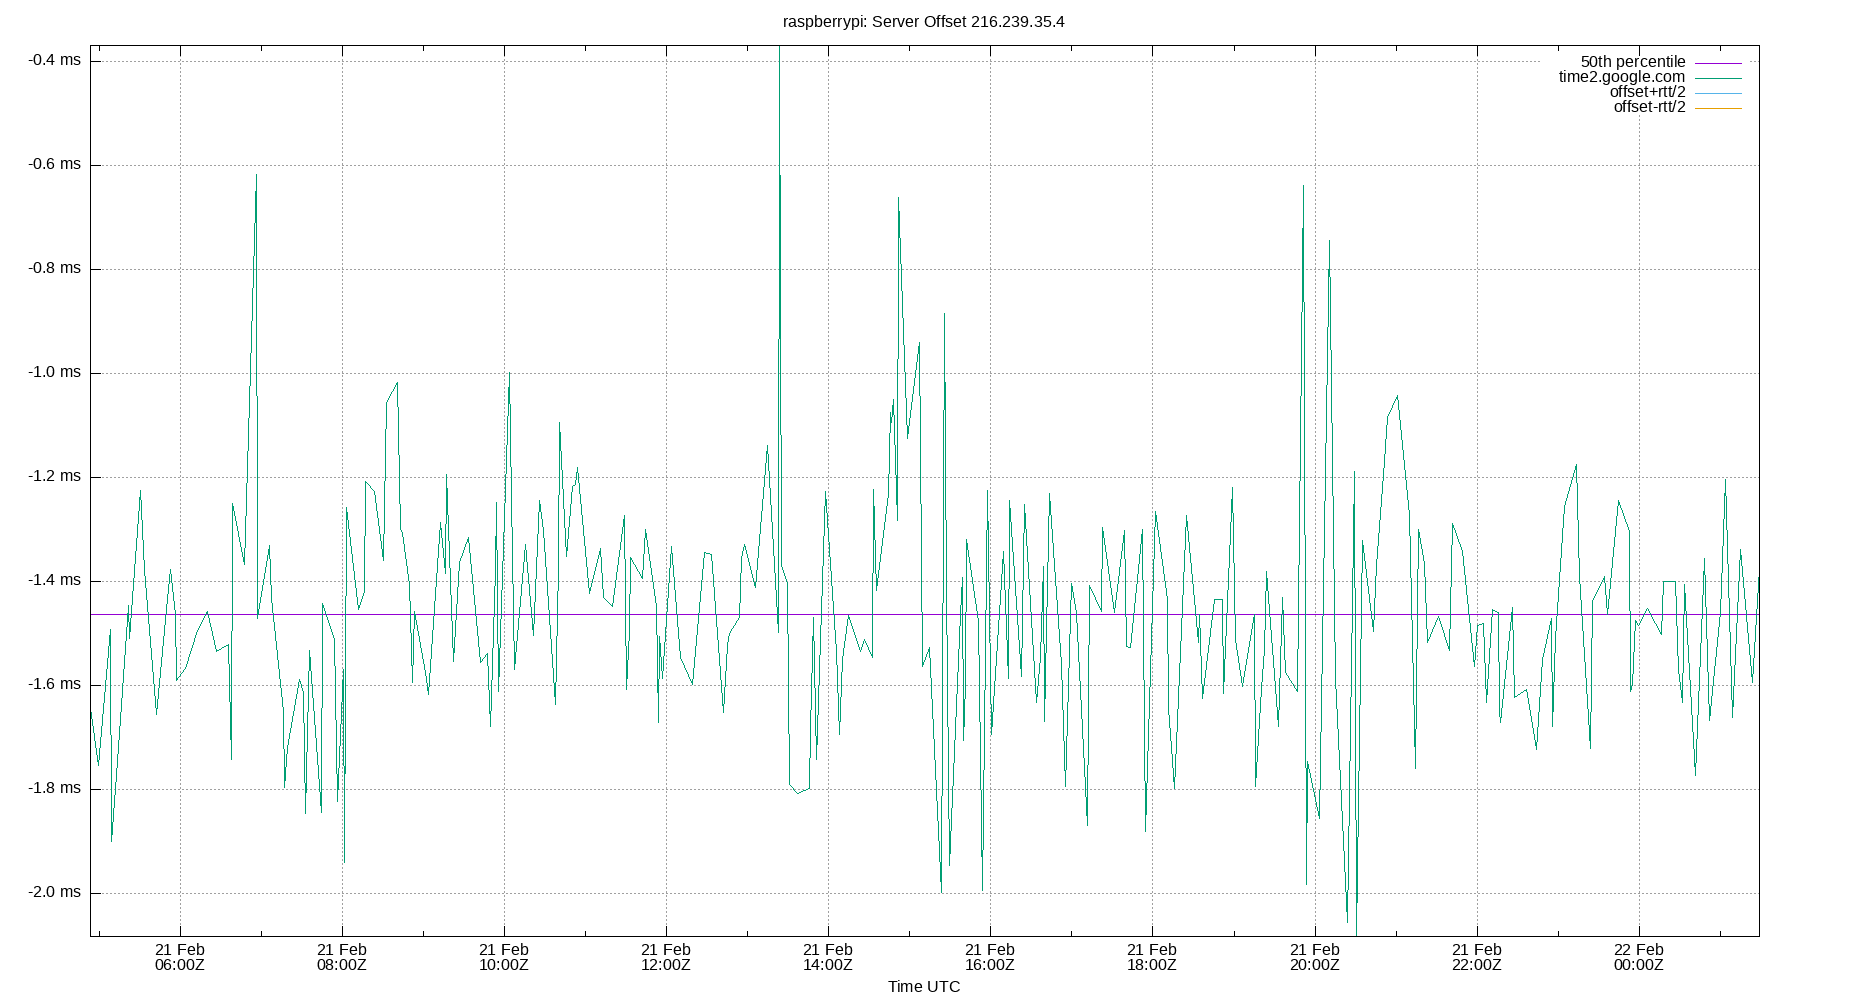 raspberrypi: Server Offset 216.239.35.4
50th percentile
time2.google.com
offset+rtt/2
offset-rtt/2
-0.4 ms
-0.6 ms
-0.8 ms
-1.0 ms
-1.2 ms
-1.4 ms
-1.6 ms
-1.8 ms
-2.0 ms
21 Feb 21 Feb 21 Feb 21 Feb 21 Feb 21 Feb 21 Feb 21 Feb 21 Feb 22 Feb
06:00Z 08:00Z 10:00Z 12:00Z 14:00Z 16:00Z 18:00Z 20:00Z 22:00Z 00:00Z
Time UTC